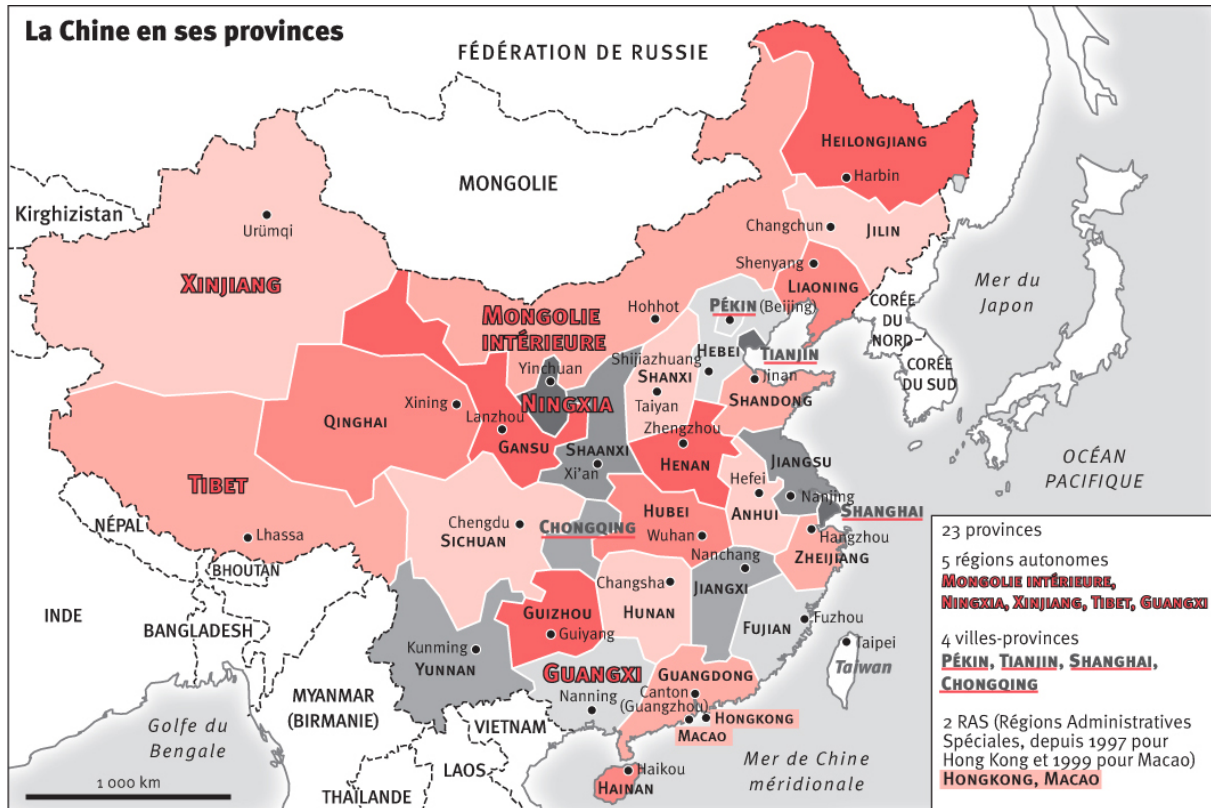 La Chine en ses provinces
FÉDÉRATION DE RUSSIE
HEILONGJIANG
Harbin
MONGOLIE
Kirghizistan
Urümqi
Changchun
JILIN
Shenyang
LIAONING
XINJIANG
Mer du
Japon
Hohhot
PÉKIN (Beijing)
CORÉE
DU
NORD
MONGOLIE
INTÉRIEURE
HEBEI
TIANJIN
Shijiazhuang
CORÉE
DU SUD
Yinchuan
SHANXI
Jinan
NINGXIA
Taiyan
SHANDONG
Xining
Lanzhou
QINGHAI
GANSU
Zhengzhou
SHAANXI
HENAN
JIANGSU
Xi'an
OCÉAN
PACIFIQUE
TIBET
Hefei
Nanjing
ANHUI
SHANGHAI
NÉPAL
Lhassa
Chengdu
SICHUAN
CHONGQING
HUBEI
Wuhan
Hangzhou
ZHEIJIANG
BHOUTAN
Nanchang
Changsha
JIANGXI
INDE
BANGLADESH
GUIZHOU
Guiyang
HUNAN
FUJIAN
Fuzhou
Taipei
Taiwan
Kunming
YUNNAN
GUANGXI
Nanning
GUANGDONG
Canton
(Guangzhou)
HONGKONG
MACAO
MYANMAR
(BIRMANIE)
VIETNAM
Golfe du
Bengale
LAOS
Haikou
HAINAN
Mer de Chine
méridionale
THAÏLANDE
1 000 km
23 provinces
5 régions autonomes
MONGOLIE INTÉRIEURE,
NINGXIA, XINJIANG, TIBET, GUANGXI
4 villes-provinces
PÉKIN, TIANJIN, SHANGHAI,
CHONGQING
2 RAS (Régions Administratives
Spéciales, depuis 1997 pour
Hong Kong et 1999 pour Macao)
HONGKONG, MACAO